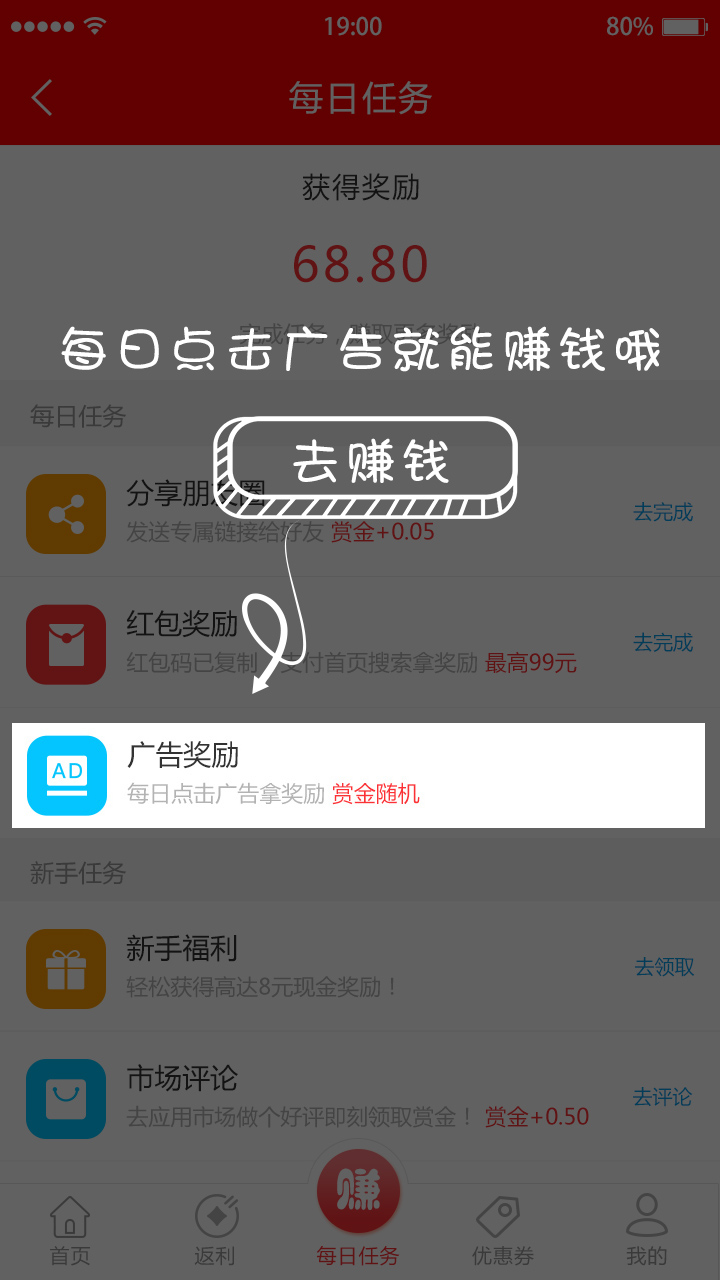 19:00
80%
每日任务
获得奖励
68.80
每日点击广告就能赚钱哦
每日任务
去赚钱
分享朋友圈
发送专属链接给好友 赏金+0.05
去完成
红包奖励
红包码已复制，支付首页搜索拿奖励 最高99元
去完成
AD
广告奖励
每日点击广告拿奖励 赏金随机
新手任务
新手福利
轻松获得高达8元现金奖励！
去领取
市场评论
去应用市场做个好评即刻领取赏金！ 赏金+0.50
去评论
赚
首页
返利
每日任务
优惠券
我的